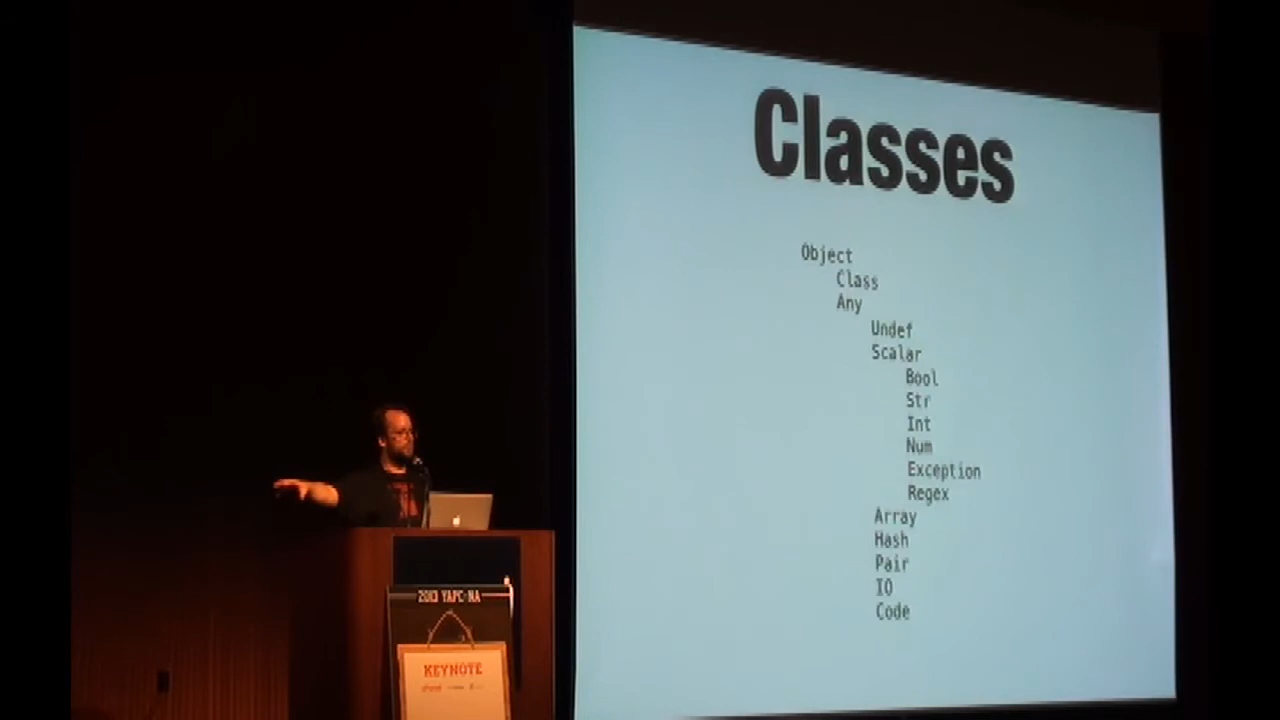 Classes
Object
Class
Any
Undef
Scalar
Bool
Str
Int
Num
Exception
Regex
Array
Hash
Pair
IO
Code
2013 YAPC NA
KEYNOTE